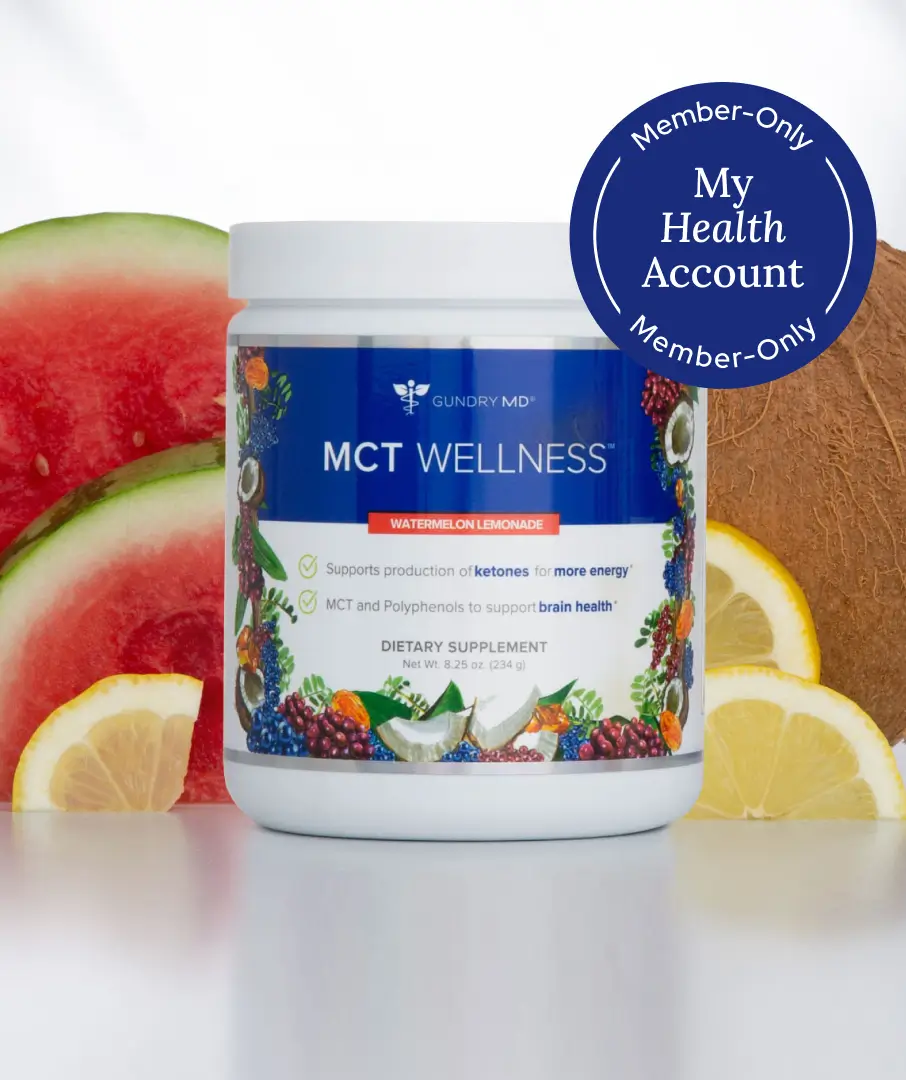 Member-Only
My
Health
Account
Member-Only
GUNDRY MD®
MCT WELLNESS™
WATERMELON LEMONADE
Supports production of ketones for more energy*
MCT and Polyphenols to support brain health*
DIETARY SUPPLEMENT
Net Wt. 8.25 oz. (234 g)